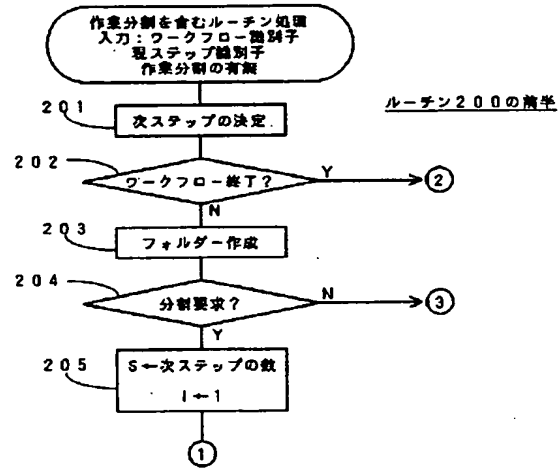 作業分割を含むルーチン処理
入力：ワークフロー識別子
現ステップ識別子
作業分割の有無
ルーチン200の前半
201
次ステップの決定
202
ワークフロー終了？
Y
②
N
203
フォルダー作成
204
分割要求？
N
③
Y
205
S←次ステップの数
I←1
①